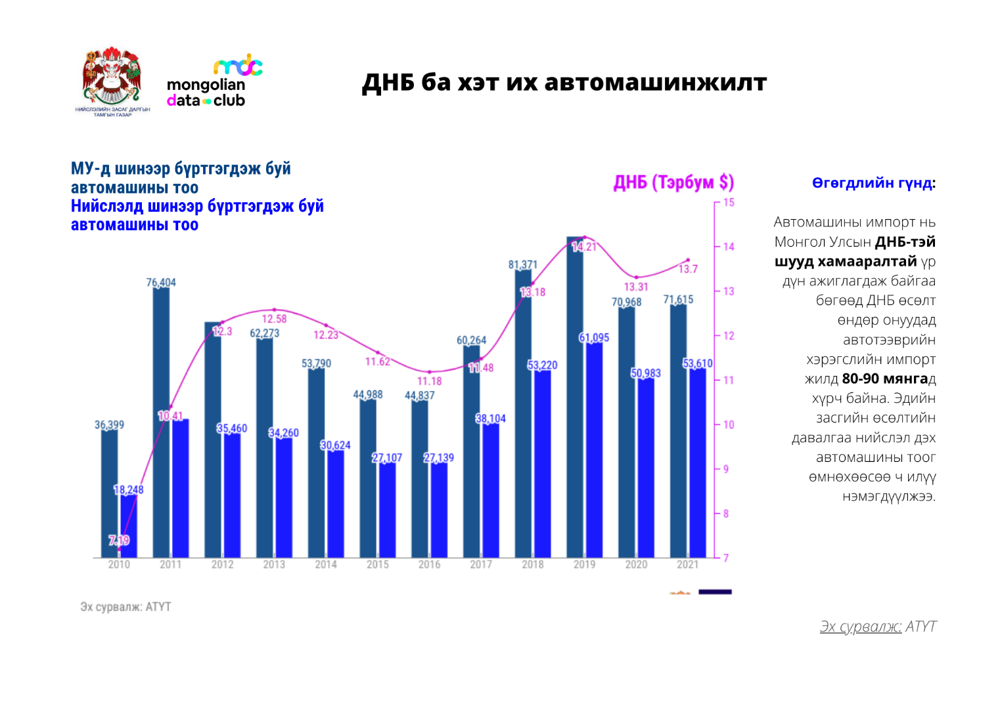 НИЙСЛЭЛИЙН ЗАСАГ ДАРГЫН
ТАМГЫН ГАЗАР
mdc
mongolian
data club
ДНБ ба хэт их автомашинжилт
МУ-д шинээр бүртгэгдэж буй
автомашины тоо
Нийслэлд шинээр бүртгэгдэж буй
автомашины тоо
ДНБ (Тэрбум $)
15
14
13
12
11
10
9
8
7
36,399
76,404
62,273
53,790
44,988
44,837
60,264
81,371
70,968
71,615
18,248
35,460
34,260
30,624
27,107
27,139
38,104
53,220
61,095
50,983
53,610
7.19
10.41
12.3
12.58
12.23
11.62
11.18
11.48
13.18
14.21
13.31
13.7
2010 2011 2012 2013 2014 2015 2016 2017 2018 2019 2020 2021
Эх сурвалж: АТҮТ
Өгөгдлийн гүнд:
Автомашины импорт нь
Монгол Улсын ДНБ-тэй
шууд хамааралтай үр
дүн ажиглагдаж байгаа
бөгөөд ДНБ өсөлт
өндөр онуудад
автотээврийн
хэрэгслийн импорт
жилд 80-90 мянгад
хүрч байна. Эдийн
засгийн өсөлтийн
давалгаа нийслэл дэх
автомашины тоог
өмнөхөөсөө ч илүү
нэмэгдүүлжээ.
Эх сурвалж: АТҮТ